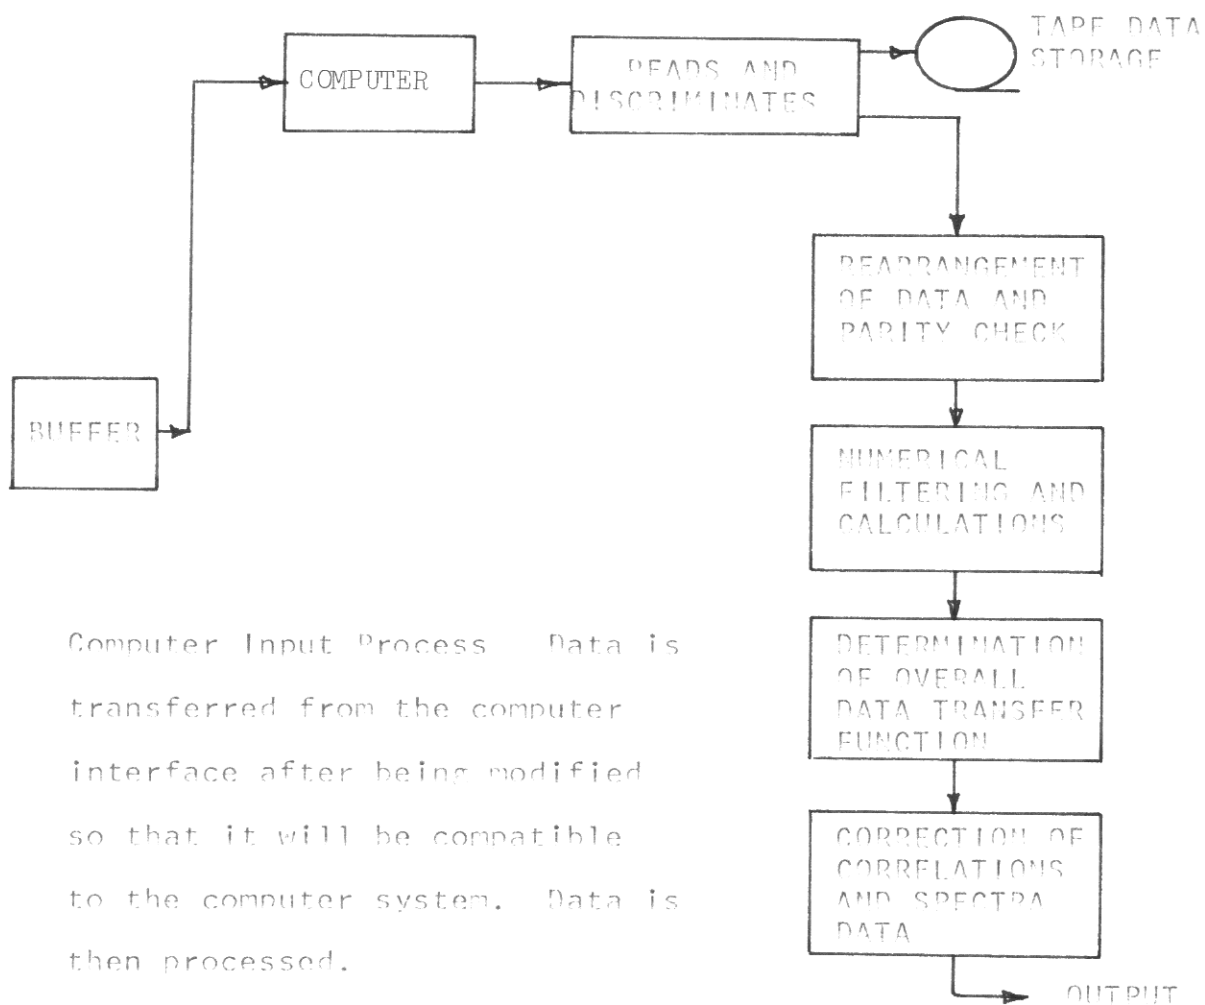 TAPE DATA
STORAGE
COMPUTER
READS AND
DISCRIMINATES
REARRANGEMENT
OF DATA AND
PARITY CHECK
BUFFER
NUMERICAL
FILTERING AND
CALCULATIONS
DETERMINATION
OF OVERALL
DATA TRANSFER
FUNCTION
CORRECTION OF
CORRELATIONS
AND SPECTRA
DATA
OUTPUT
Computer Input Process Data is
transferred from the computer
interface after being modified
so that it will be compatible
to the computer system. Data is
then processed.